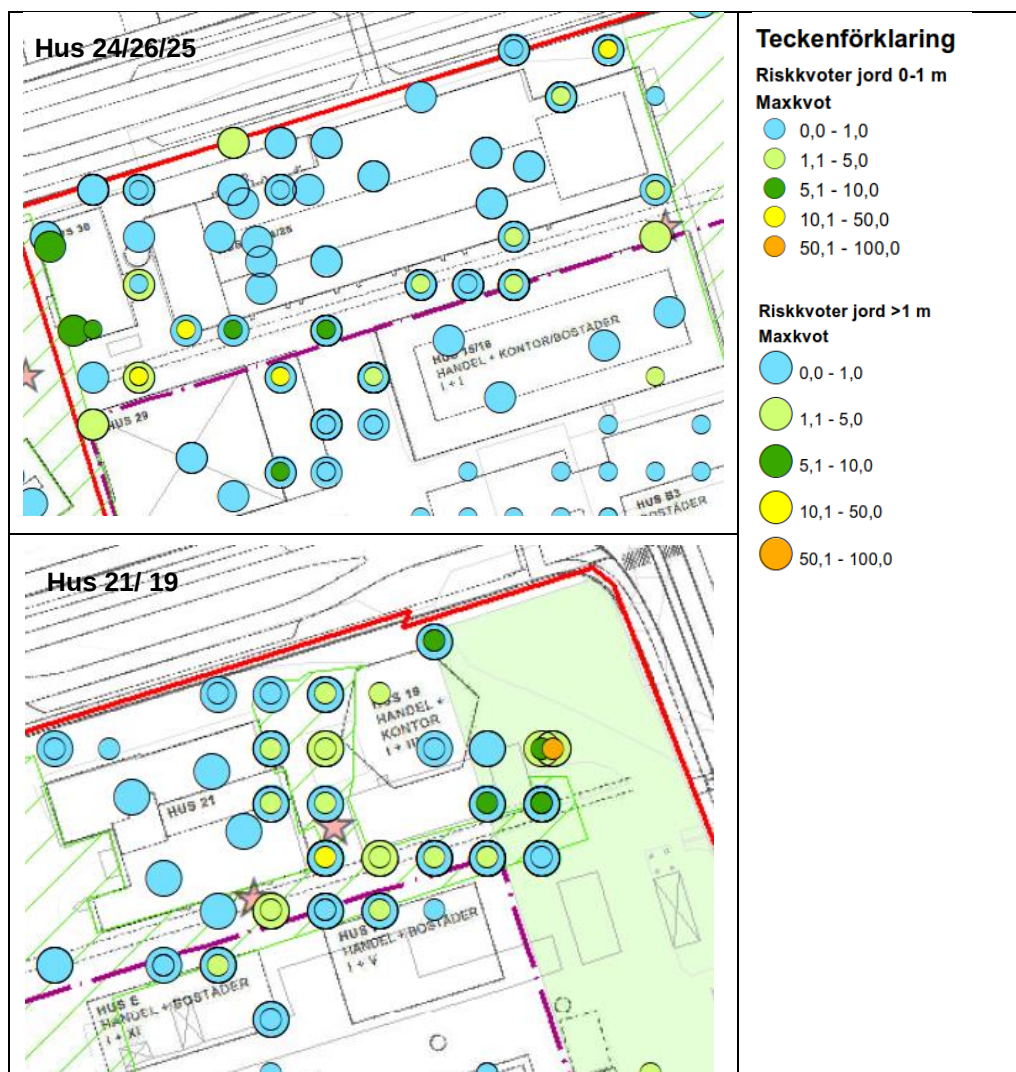 Hus 24/26/25
HUS 29
HUS 15/16
HANDEL + KONTOR/BOSTÄDER
I + I
HUS B3
BOSTÄDER
Hus 21/ 19
HUS 19
HANDEL +
KONTOR
I + III
HUS 21
HUS
HANDEL + BOSTÄDER
I + V
HUS E
HANDEL + BOSTÄDER
I + XI
Teckenförklaring
Riskkvoter jord 0-1 m
Maxkvot
0,0 - 1,0
1,1 - 5,0
5,1 - 10,0
10,1 - 50,0
50,1 - 100,0
Riskkvoter jord >1 m
Maxkvot
0,0 - 1,0
1,1 - 5,0
5,1 - 10,0
10,1 - 50,0
50,1 - 100,0